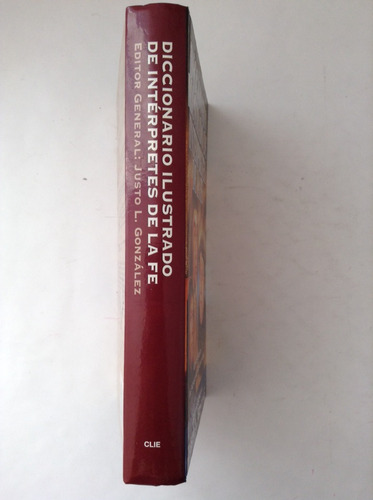 DICCIONARIO ILUSTRADO
DE INTÉRPRETES DE LA FE
EDITOR GENERAL: JUSTO L. GONZÁLEZ
CLIE